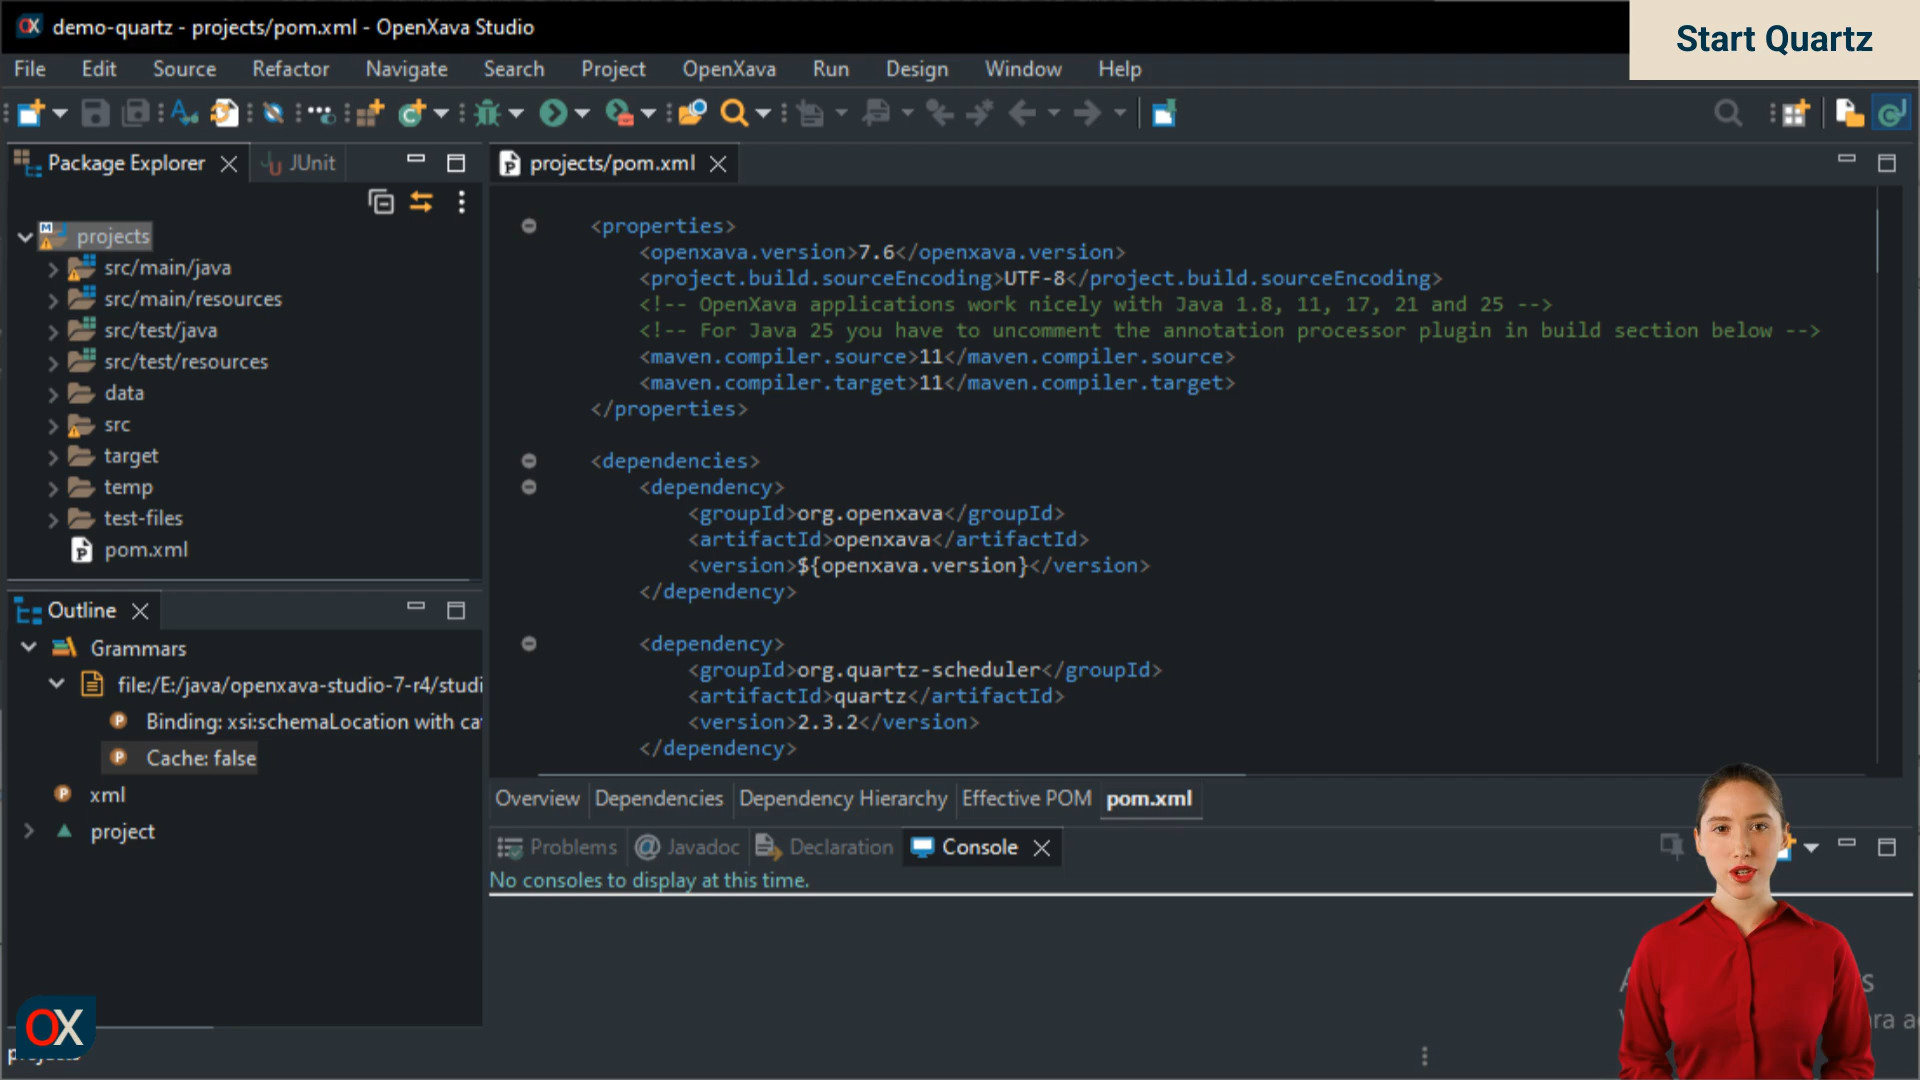 demo-quartz - projects/pom.xml - OpenXava Studio
Start Quartz
File Edit Source Refactor Navigate Search Project OpenXava Run Design Window Help
Package Explorer
JUnit
projects/pom.xml
projects
src/main/java
src/main/resources
src/test/java
src/test/resources
data
src
target
temp
test-files
pom.xml
<properties>
<openxava.version>7.6</openxava.version>
<project.build.sourceEncoding>UTF-8</project.build.sourceEncoding>
<!-- OpenXava applications work nicely with Java 1.8, 11, 17, 21 and 25 -->
<!-- For Java 25 you have to uncomment the annotation processor plugin in build section below -->
<maven.compiler.source>11</maven.compiler.source>
<maven.compiler.target>11</maven.compiler.target>
</properties>
<dependencies>
<dependency>
<groupId>org.openxava</groupId>
<artifactId>openxava</artifactId>
<version>${openxava.version}</version>
</dependency>
<dependency>
<groupId>org.quartz-scheduler</groupId>
<artifactId>quartz</artifactId>
<version>2.3.2</version>
</dependency>
Outline
Grammars
file:/E:/java/openxava-studio-7-r4/studi
Binding: xsi:schemaLocation with ca
Cache: false
xml
project
Overview Dependencies Dependency Hierarchy Effective POM pom.xml
Problems Javadoc Declaration Console
No consoles to display at this time.
OX